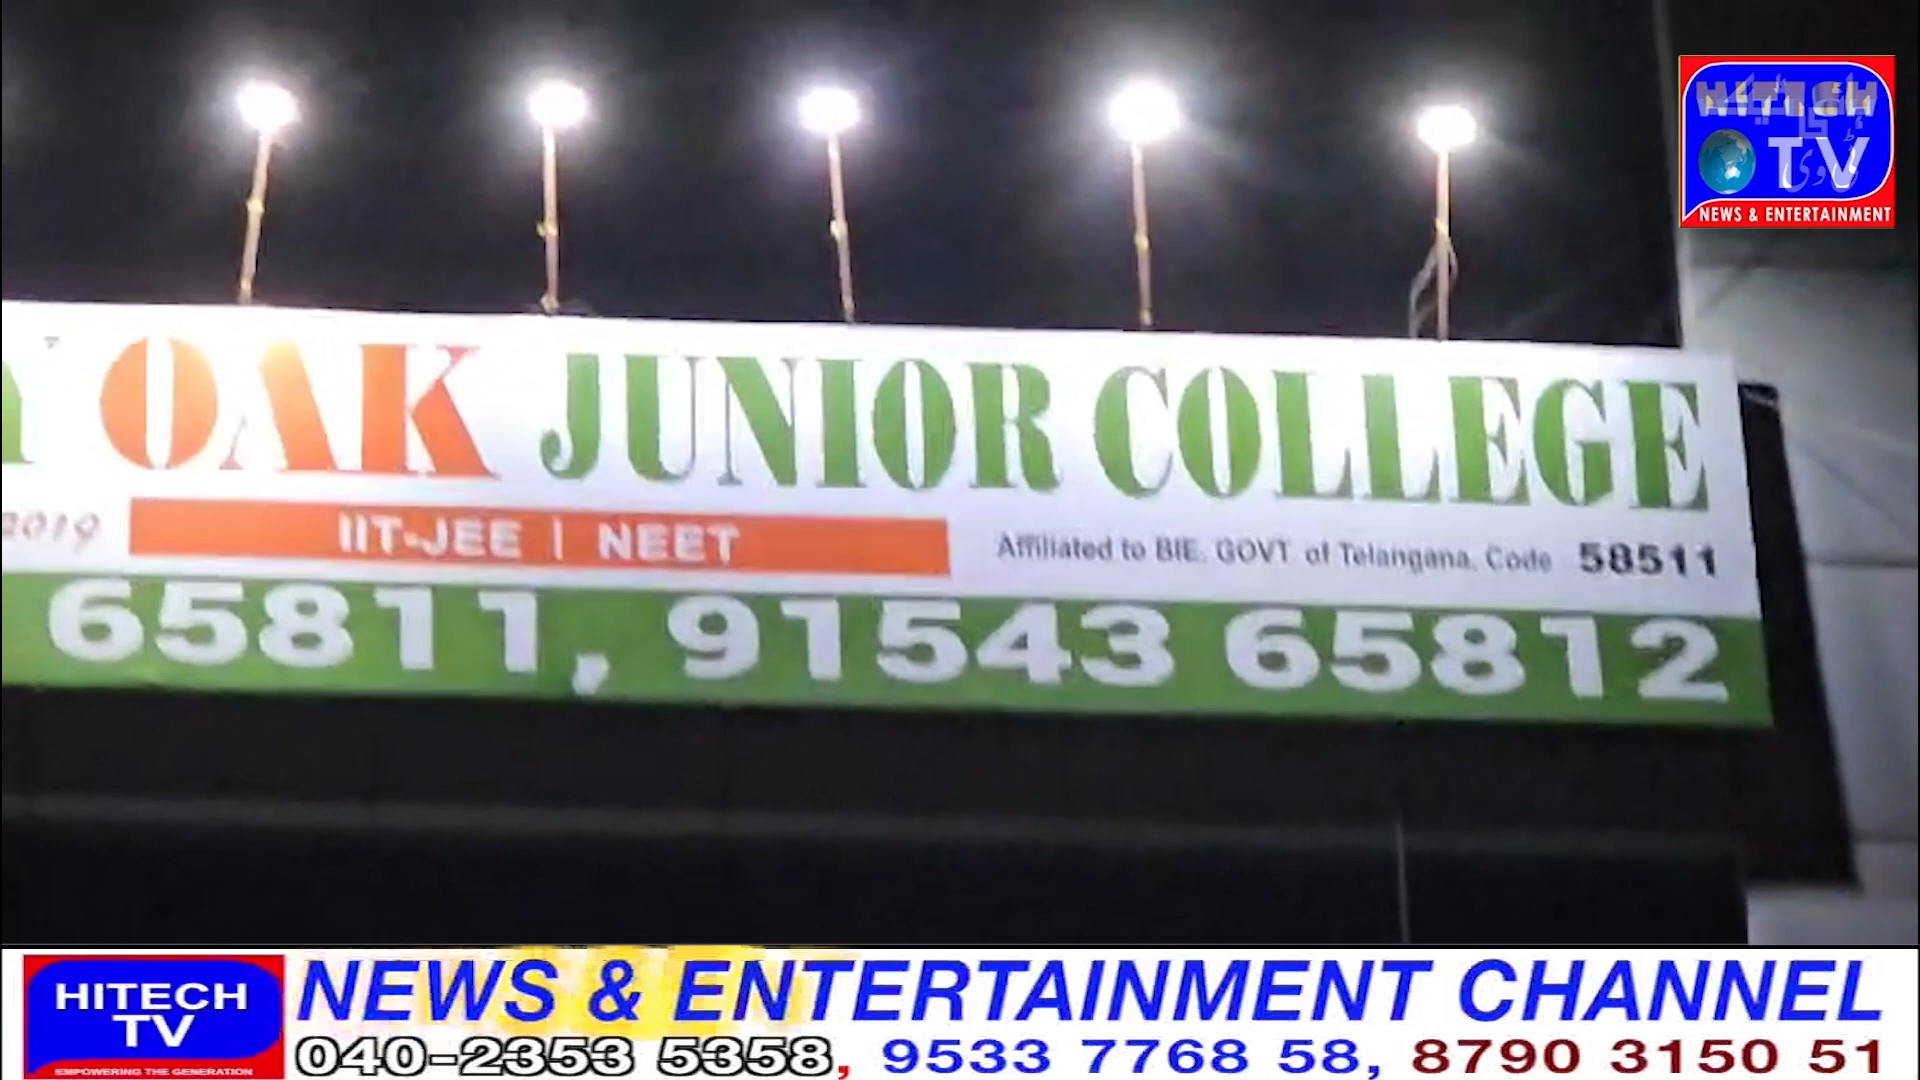 TV
NEWS & ENTERTAINMENT
Y OAK JUNIOR COLLEGE
2019
IIT-JEE | NEET
Affiliated to BIE. GOVT of Telangana. Code 58511
65811, 91543 65812
HITECH
TV
EMPOWERING THE GENERATION
NEWS & ENTERTAINMENT CHANNEL
040-2353 5358, 9533 7768 58, 8790 3150 51